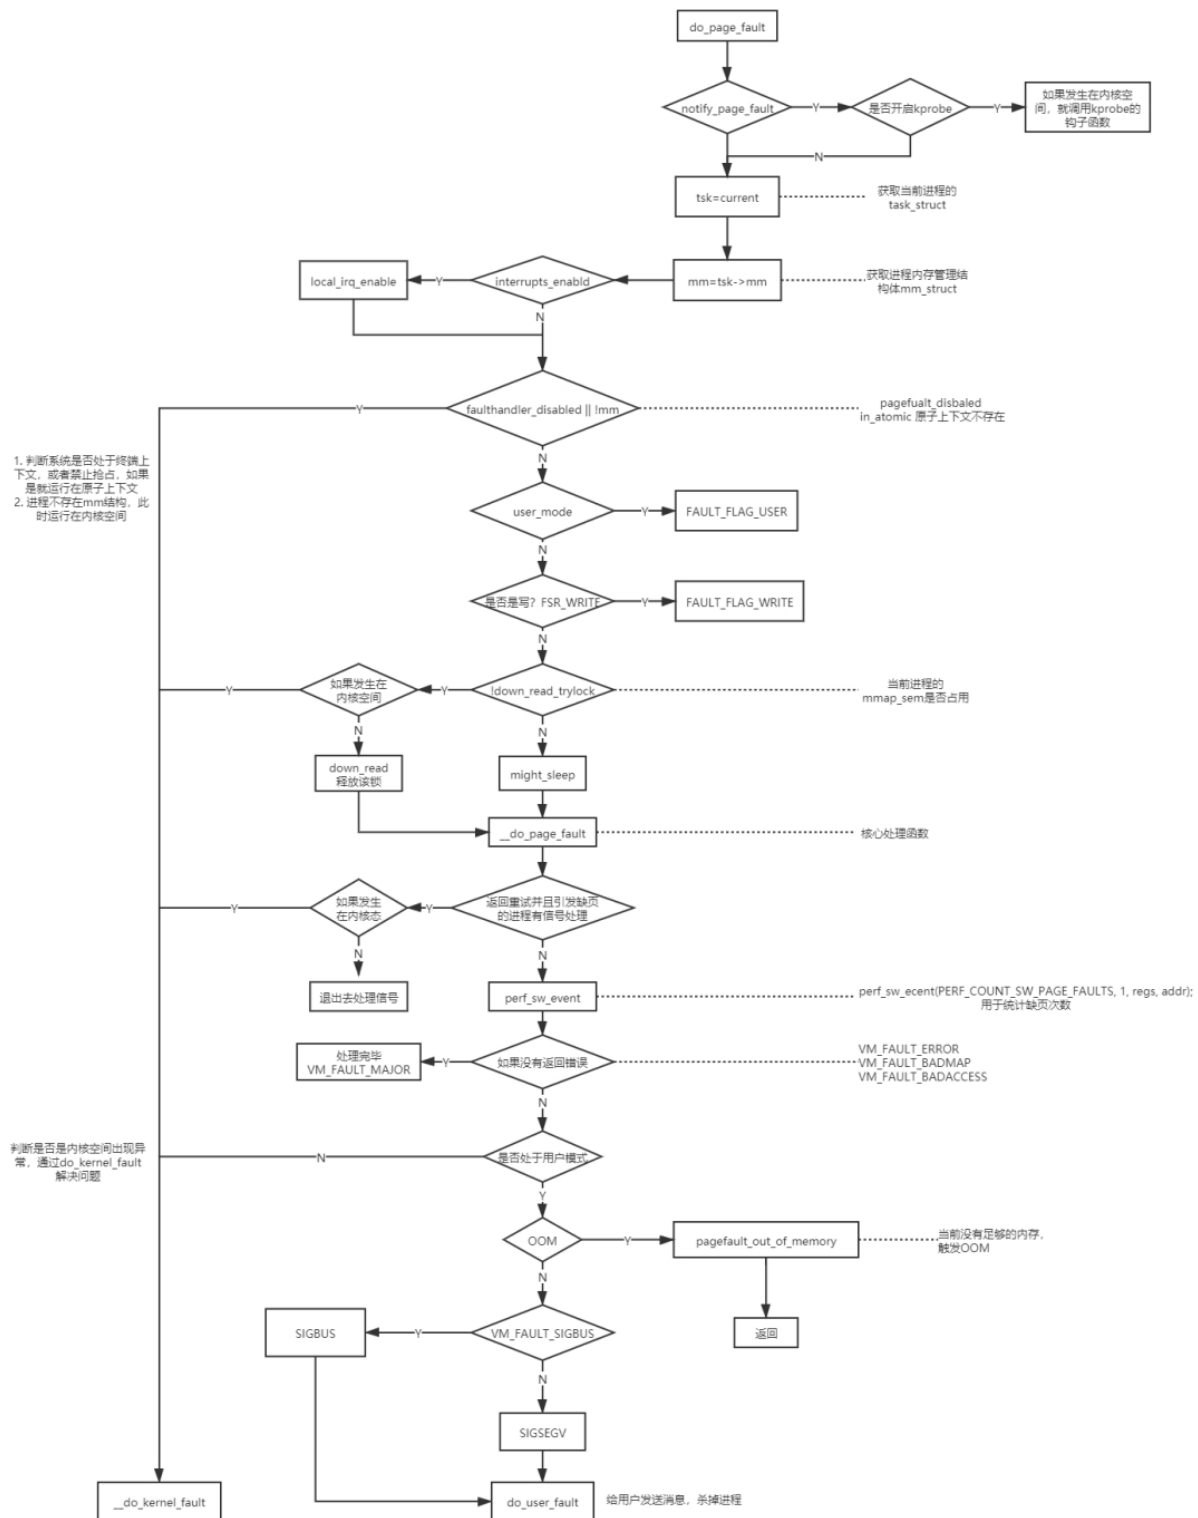 do_page_fault
notify_page_fault
Y
是否开启kprobe
Y
如果发生在内核空
间，就调用kprobe的
钩子函数
N
tsk=current
获取当前进程的
task_struct
local_irq_enable
Y
interrupts_enabld
mm=tsk->mm
获取进程内存管理结
构体mm_struct
N
Y
faulthandler_disabled || !mm
pagefualt_disbaled
in_atomic 原子上下文不存在
1. 判断系统是否处于终端上
下文，或者禁止抢占，如果
是就运行在原子上下文
2. 进程不存在mm结构，此
时运行在内核空间
N
user_mode
Y
FAULT_FLAG_USER
N
是否是写？FSR_WRITE
Y
FAULT_FLAG_WRITE
N
Y
如果发生在
内核空间
Y
!down_read_trylock
当前进程的
mmap_sem是否占用
N
N
down_read
释放该锁
might_sleep
__do_page_fault
核心处理函数
Y
如果发生
在内核态
Y
返回重试并且引发缺页
的进程有信号处理
N
N
退出去处理信号
perf_sw_event
perf_sw_ecent(PERF_COUNT_SW_PAGE_FAULTS, 1, regs, addr);
用于统计缺页次数
处理完毕
VM_FAULT_MAJOR
Y
如果没有返回错误
VM_FAULT_ERROR
VM_FAULT_BADMAP
VM_FAULT_BADACCESS
N
判断是否是内核空间出现异
常，通过do_kernel_fault
解决问题
N
是否处于用户模式
Y
OOM
Y
pagefault_out_of_memory
当前没有足够的内存，
触发OOM
N
SIGBUS
Y
VM_FAULT_SIGBUS
返回
N
SIGSEGV
__do_kernel_fault
do_user_fault
给用户发送消息，杀掉进程